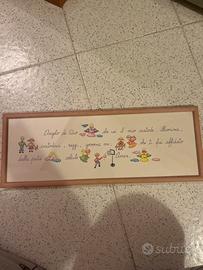 Angelo di Dio che sei il mio custode illumina,
custodisci, reggi, governa me, che ti fui affidato
dalla pietà celeste Amen.
subito